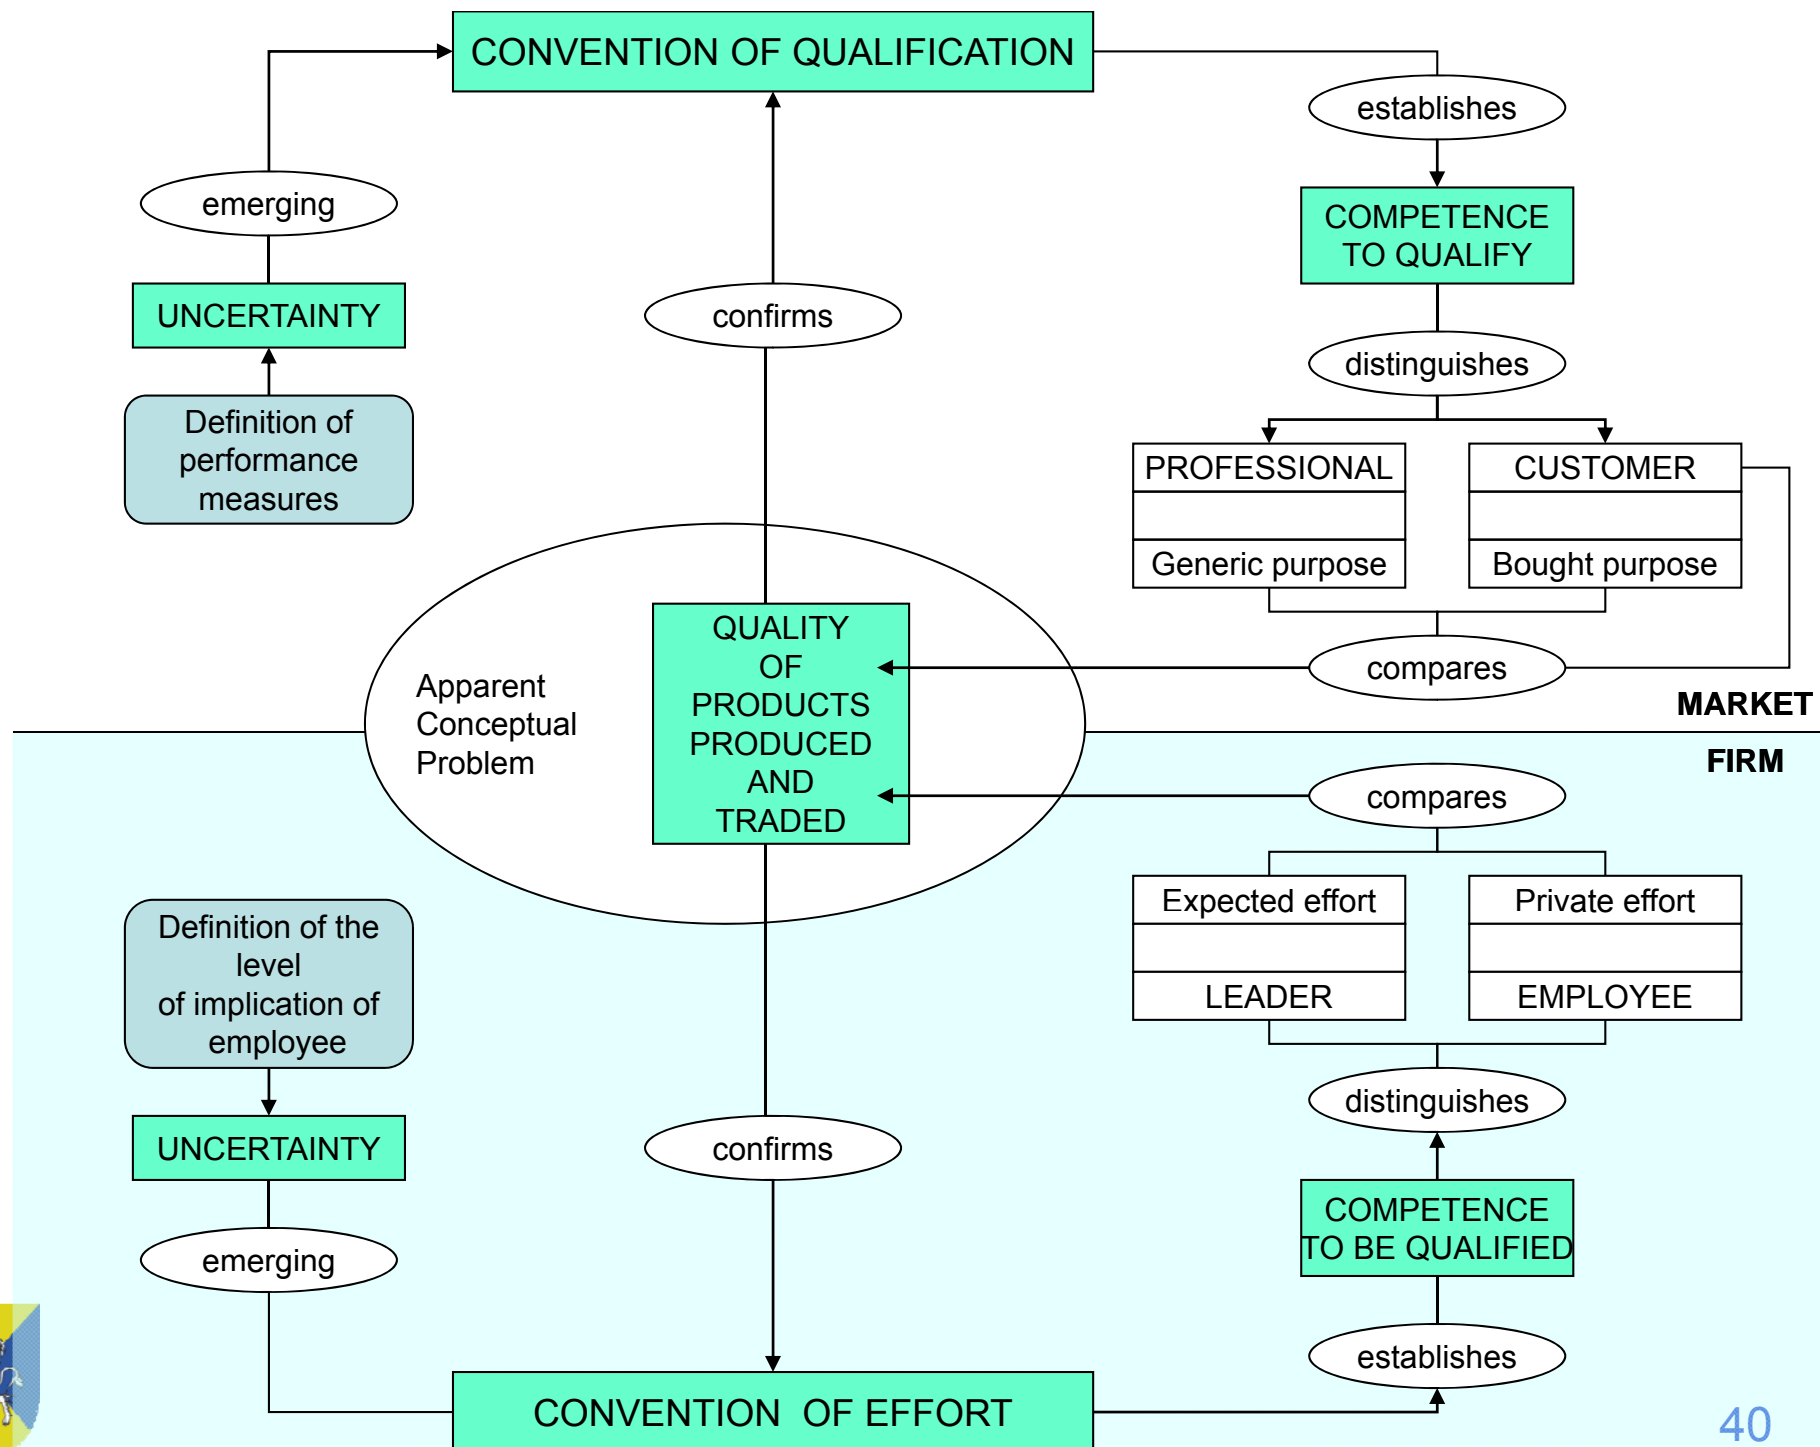 CONVENTION OF QUALIFICATION
establishes
emerging
COMPETENCE
TO QUALIFY
UNCERTAINTY
confirms
distinguishes
Definition of
performance
measures
PROFESSIONAL
CUSTOMER
Generic purpose
Bought purpose
QUALITY
OF
PRODUCTS
PRODUCED
AND
TRADED
compares
Apparent
Conceptual
Problem
MARKET
FIRM
compares
Expected effort
Private effort
LEADER
EMPLOYEE
Definition of the
level
of implication of
employee
distinguishes
UNCERTAINTY
confirms
COMPETENCE
TO BE QUALIFIED
emerging
establishes
CONVENTION OF EFFORT
40